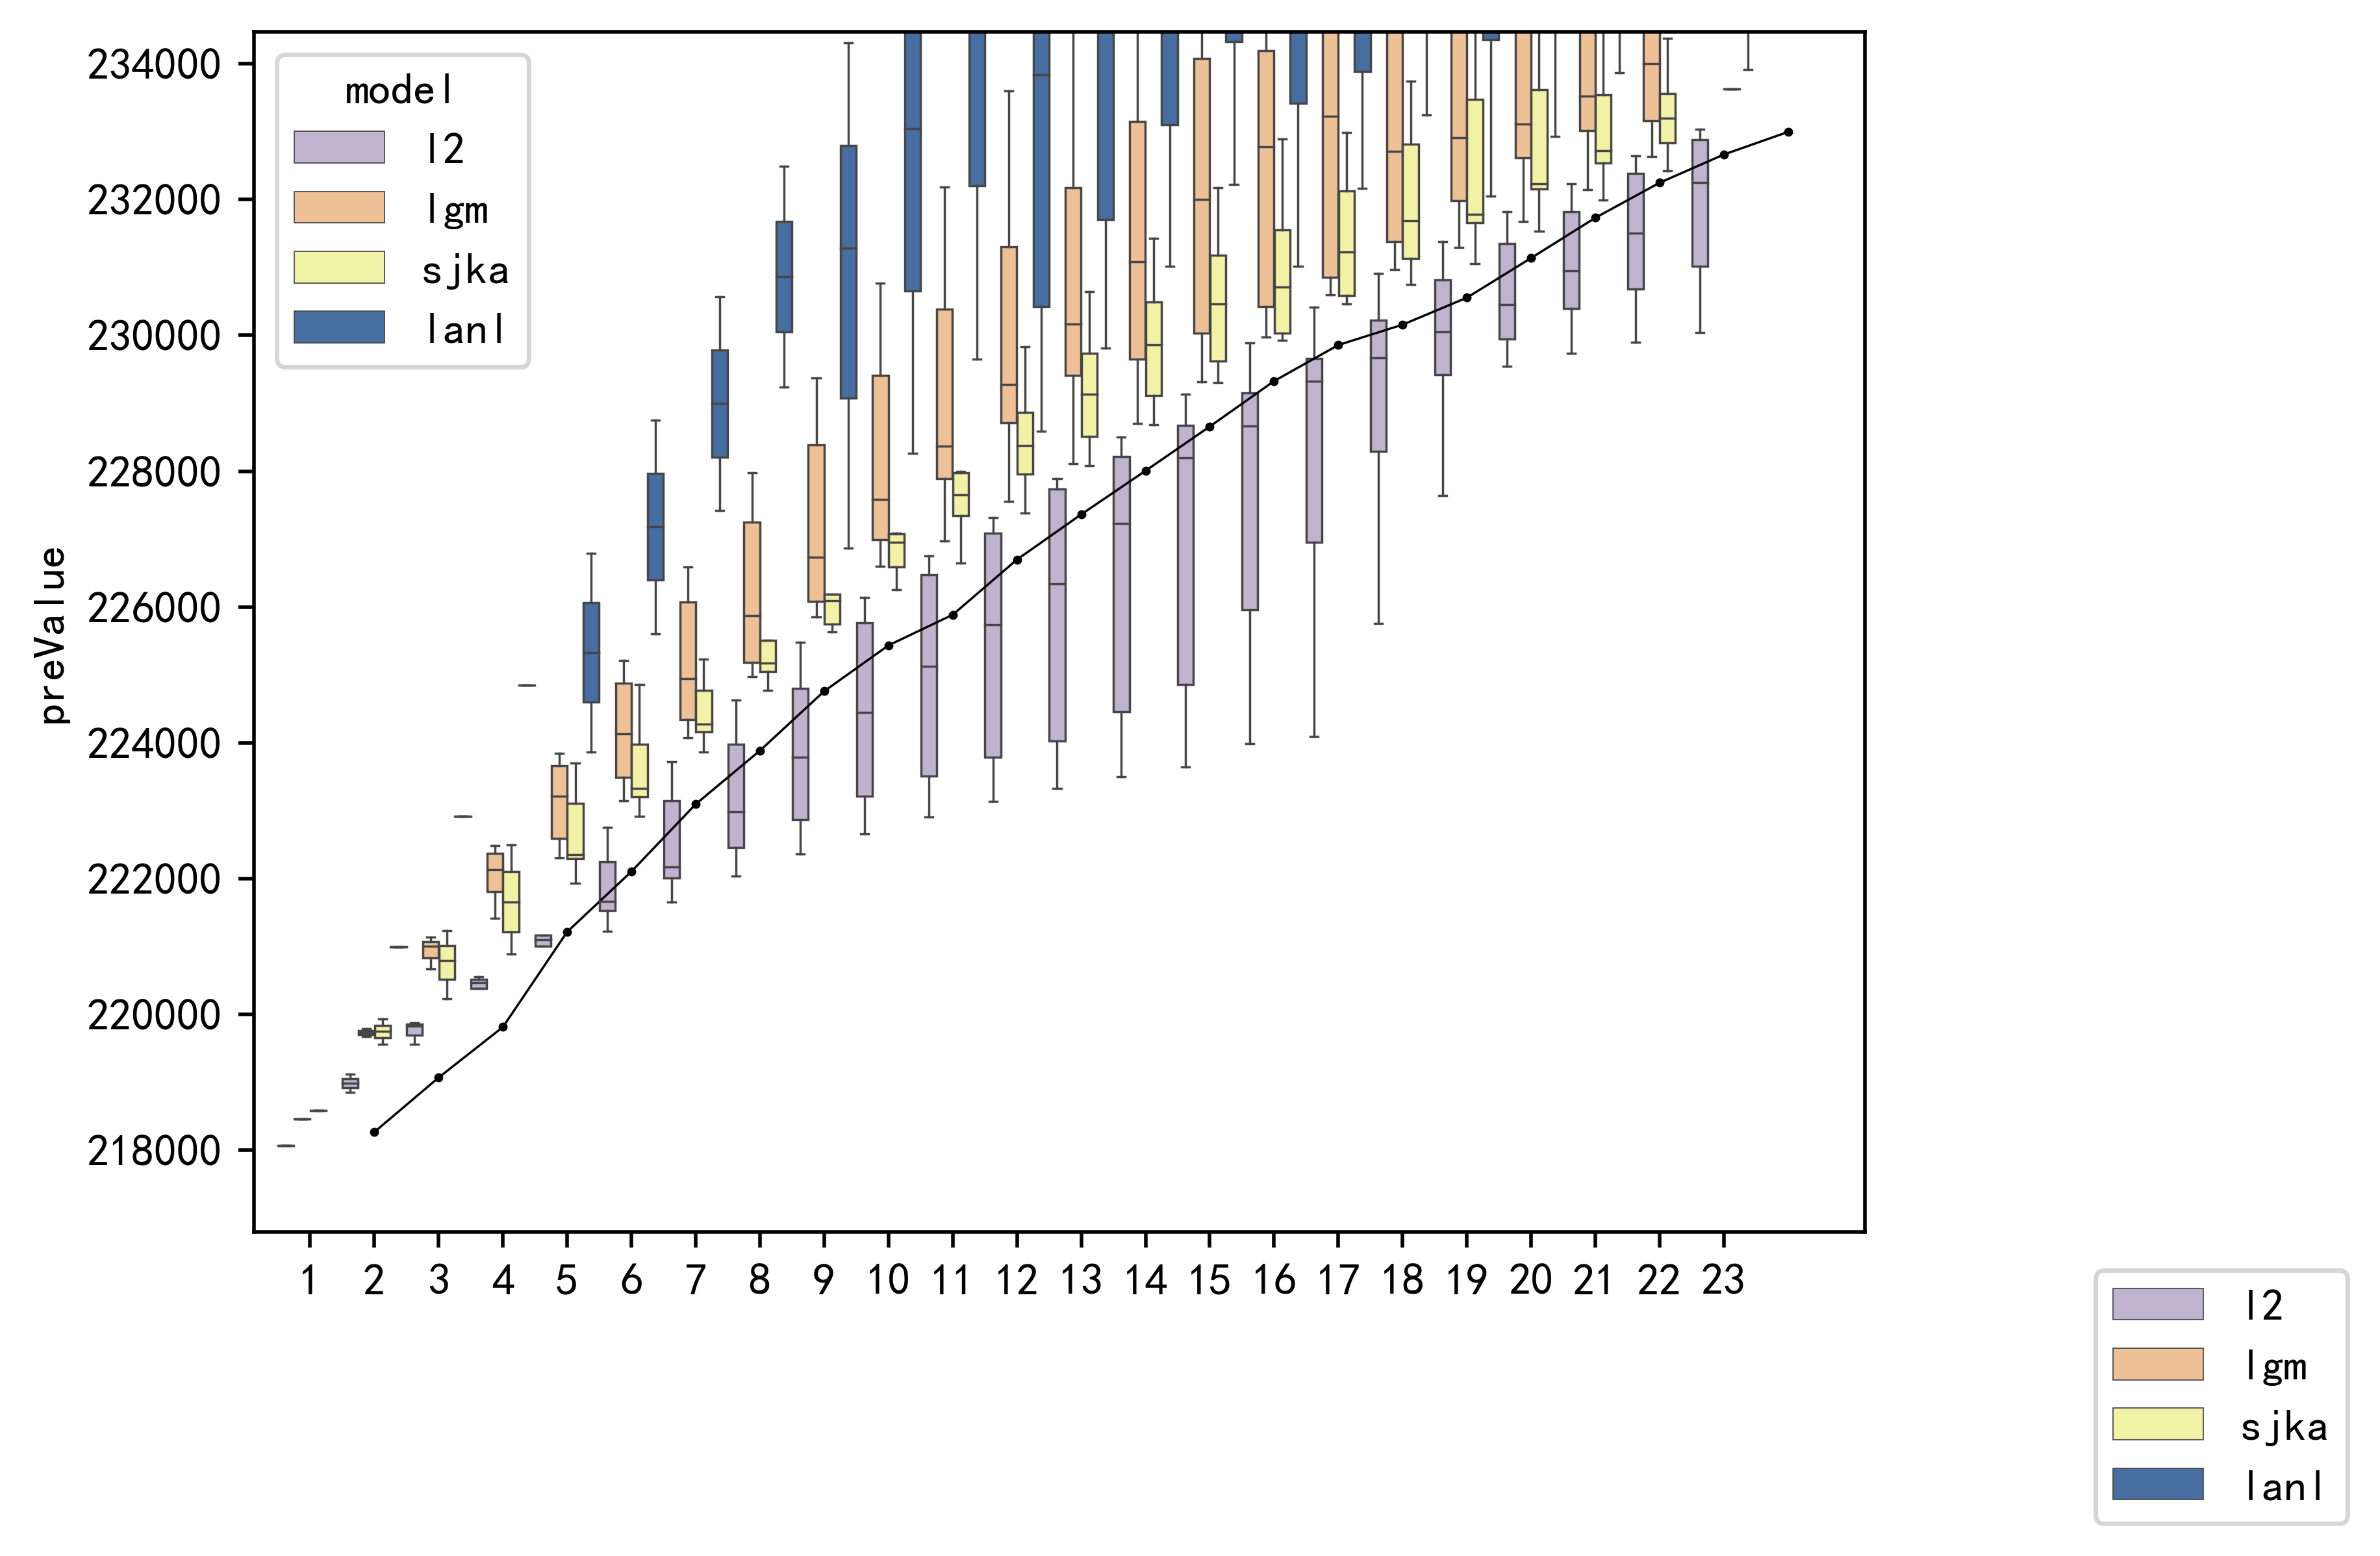 234000
232000
230000
228000
226000
224000
222000
220000
218000
preValue
model
l2
lgm
sjka
lanl
1 2 3 4 5 6 7 8 9 10 11 12 13 14 15 16 17 18 19 20 21 22 23
l2
lgm
sjka
lanl